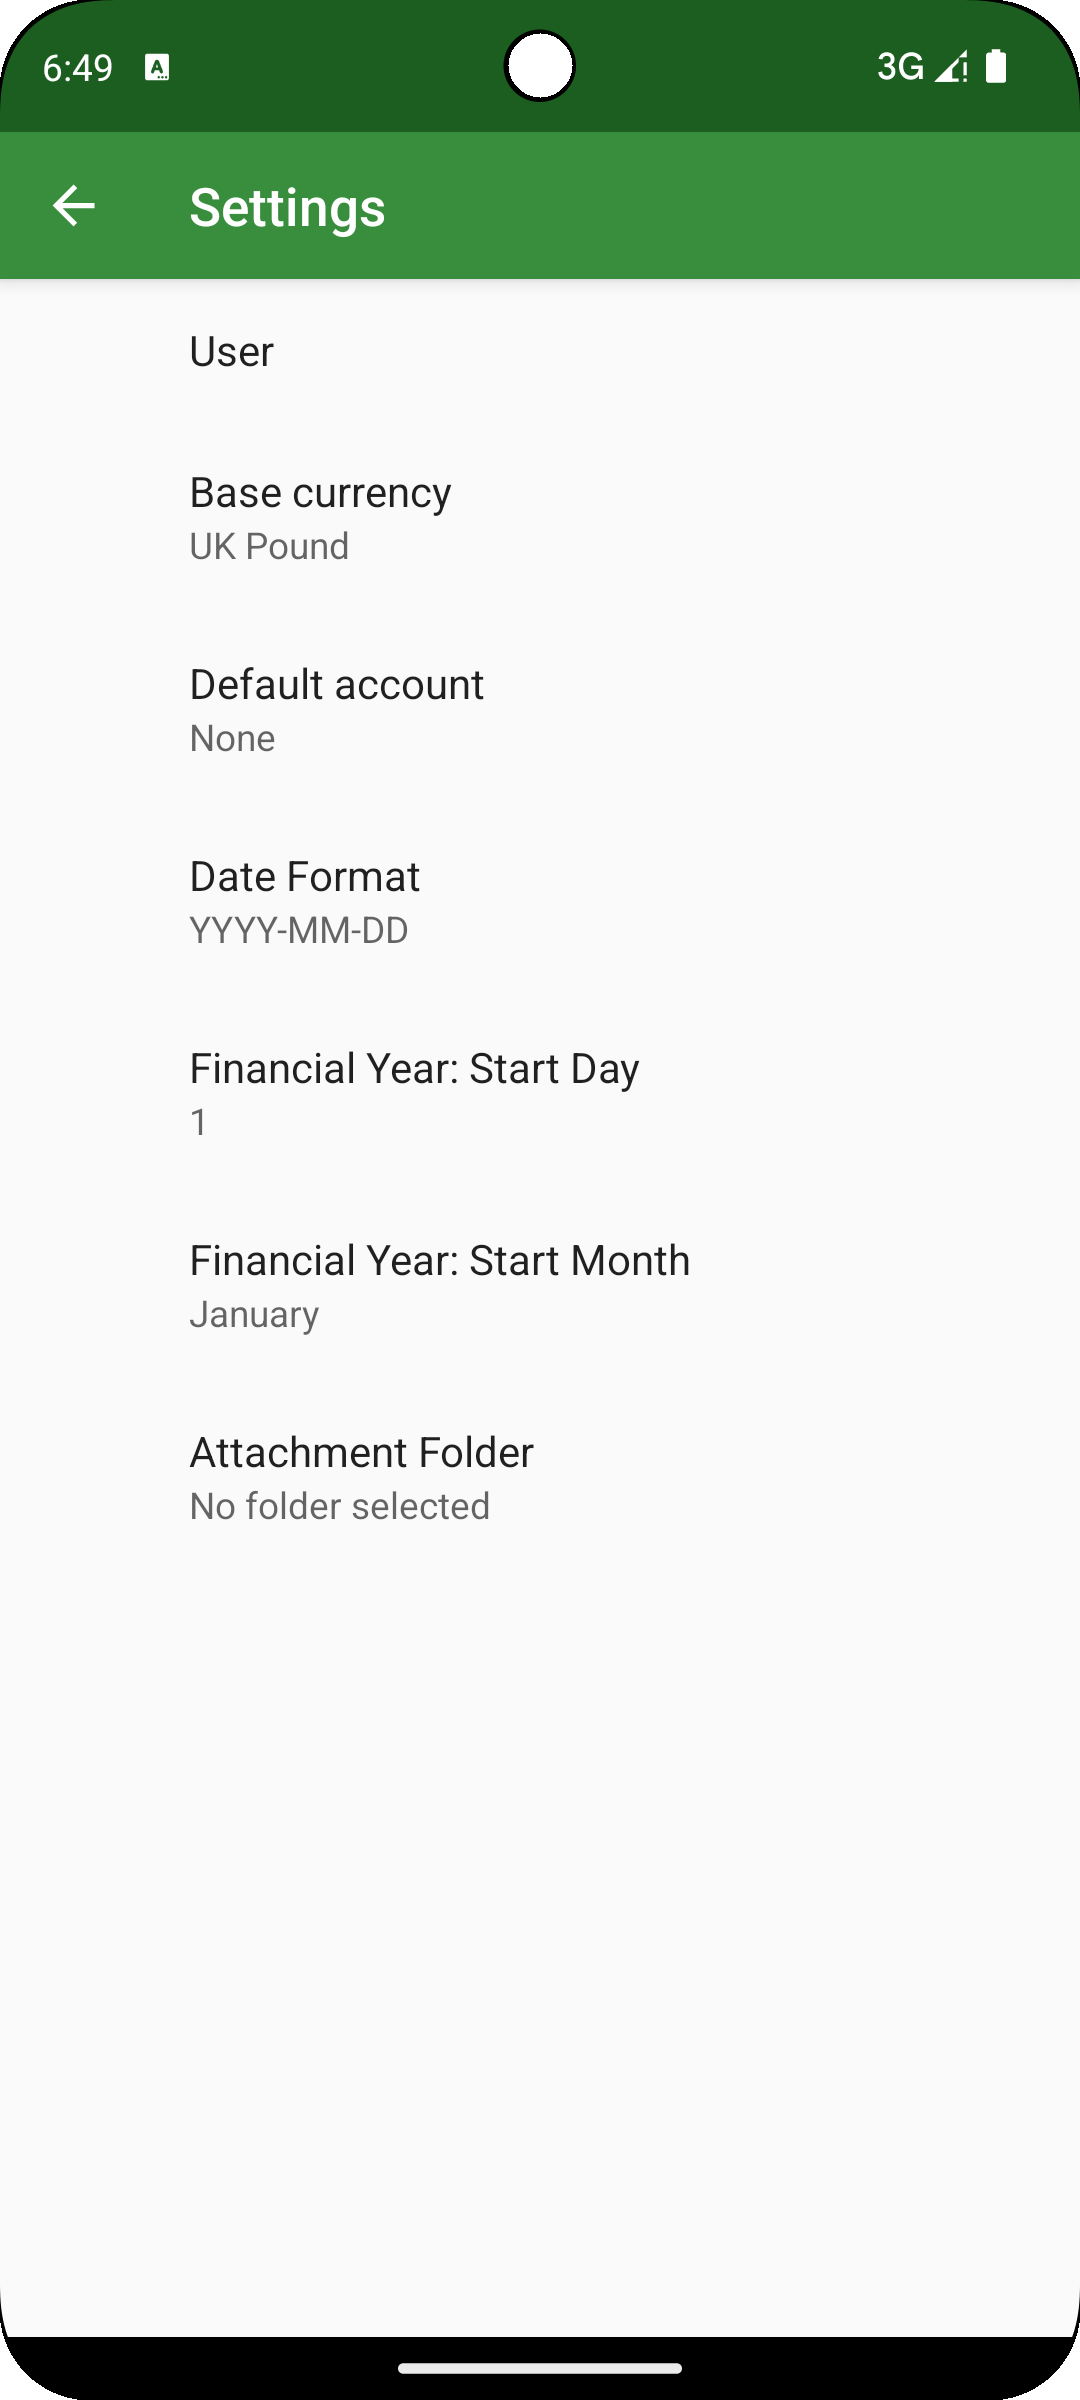 6:49
3G
Settings
User
Base currency
UK Pound
Default account
None
Date Format
YYYY-MM-DD
Financial Year: Start Day
1
Financial Year: Start Month
January
Attachment Folder
No folder selected